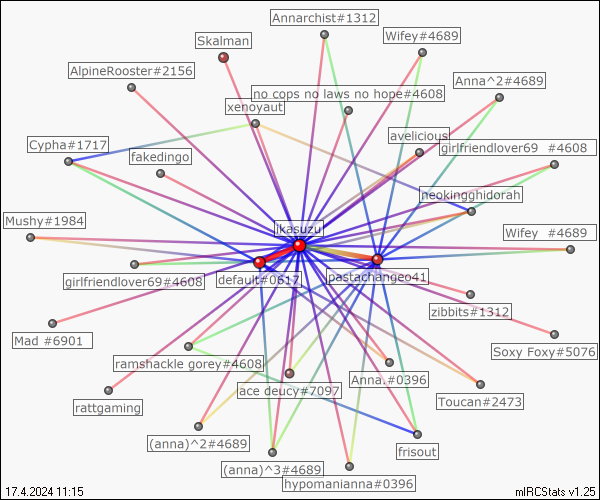 Annarchist#1312
Wifey#4689
Skalman
AlpineRooster#2156
Anna^2#4689
no cops no laws no hope#4608
xenoyaut
avelicious
Cypha#1717
girlfriendlover69 #4608
fakedingo
neokingghidorah
Mushy#1984
ikasuzu
Wifey #4689
girlfriendlover69#4608
default#0617
pastachangeo41
zibbits#1312
Mad #6901
Soxy Foxy#5076
ramshackle gorey#4608
Anna.#0396
ace deucy#7097
Toucan#2473
rattgaming
(anna)^2#4689
frisout
(anna)^3#4689
hypomanianna#0396
17.4.2024 11:15
mIRCStats v1.25